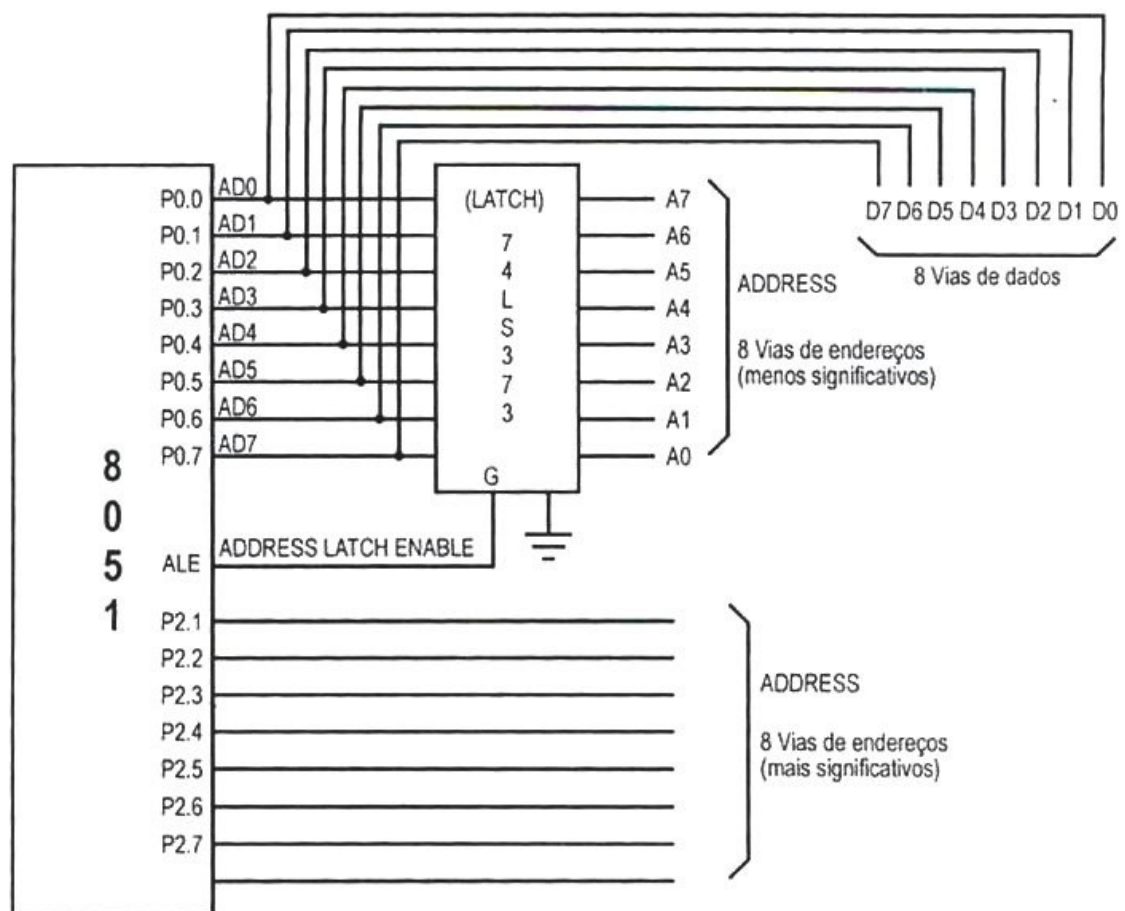 P0.0
P0.1
P0.2
P0.3
P0.4
P0.5
P0.6
P0.7
ALE
P2.1
P2.2
P2.3
P2.4
P2.5
P2.6
P2.7
8
0
5
1
AD0
AD1
AD2
AD3
AD4
AD5
AD6
AD7
ADDRESS LATCH ENABLE
(LATCH)
7
4
L
S
3
7
3
G
A7
A6
A5
A4
A3
A2
A1
A0
ADDRESS
8 Vias de endereços
(menos significativos)
D7 D6 D5 D4 D3 D2 D1 D0
8 Vias de dados
ADDRESS
8 Vias de endereços
(mais significativos)